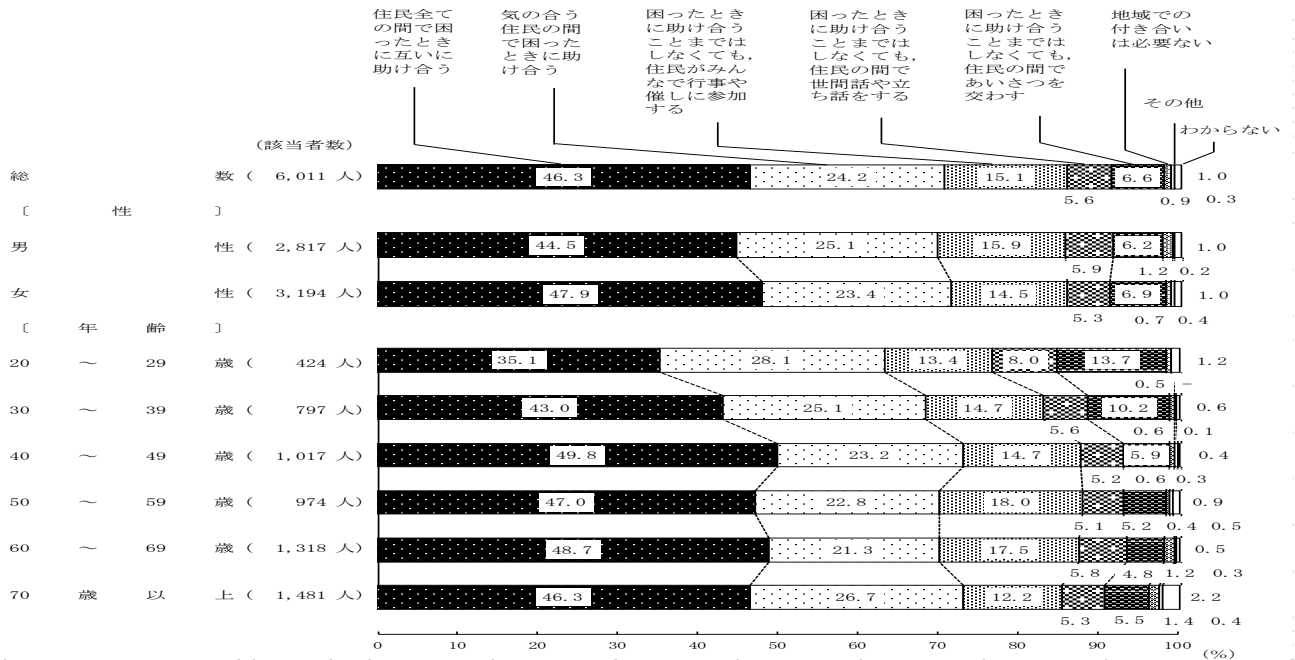 住民全て
の間で困
ったとき
に互いに
助け合う
気の合う
住民の間
で困った
ときに助
け合う
困ったとき
に助け合う
ことまでは
しなくても，
住民がみん
なで行事や
催しに参加
する
困ったとき
に助け合う
ことまでは
しなくても，
住民の間で
世間話や立
ち話をする
困ったとき
に助け合う
ことまでは
しなくても，
住民の間で
あいさつを
交わす
地域での
付き合い
は必要ない
その他
わからない
（該当者数）
総 数 （ 6,011 人） 46.3 24.2 15.1 6.6 1.0
5.6 0.9 0.3
〔 性 〕
男 性 （ 2,817 人） 44.5 25.1 15.9 6.2 1.0
5.9 1.2 0.2
女 性 （ 3,194 人） 47.9 23.4 14.5 6.9 1.0
5.3 0.7 0.4
〔 年 齢 〕
20 ～ 29 歳（ 424 人） 35.1 28.1 13.4 8.0 13.7 1.2
0.5 －
30 ～ 39 歳（ 797 人） 43.0 25.1 14.7 10.2 0.6
5.6 0.6 0.1
40 ～ 49 歳（ 1,017 人） 49.8 23.2 14.7 5.9 0.4
5.2 0.6 0.3
50 ～ 59 歳（ 974 人） 47.0 22.8 18.0 0.9
5.1 5.2 0.4 0.5
60 ～ 69 歳（ 1,318 人） 48.7 21.3 17.5 0.5
5.8 4.8 1.2 0.3
70 歳 以 上（ 1,481 人） 46.3 26.7 12.2 2.2
5.3 5.5 1.4 0.4
0 10 20 30 40 50 60 70 80 90 100
(%)